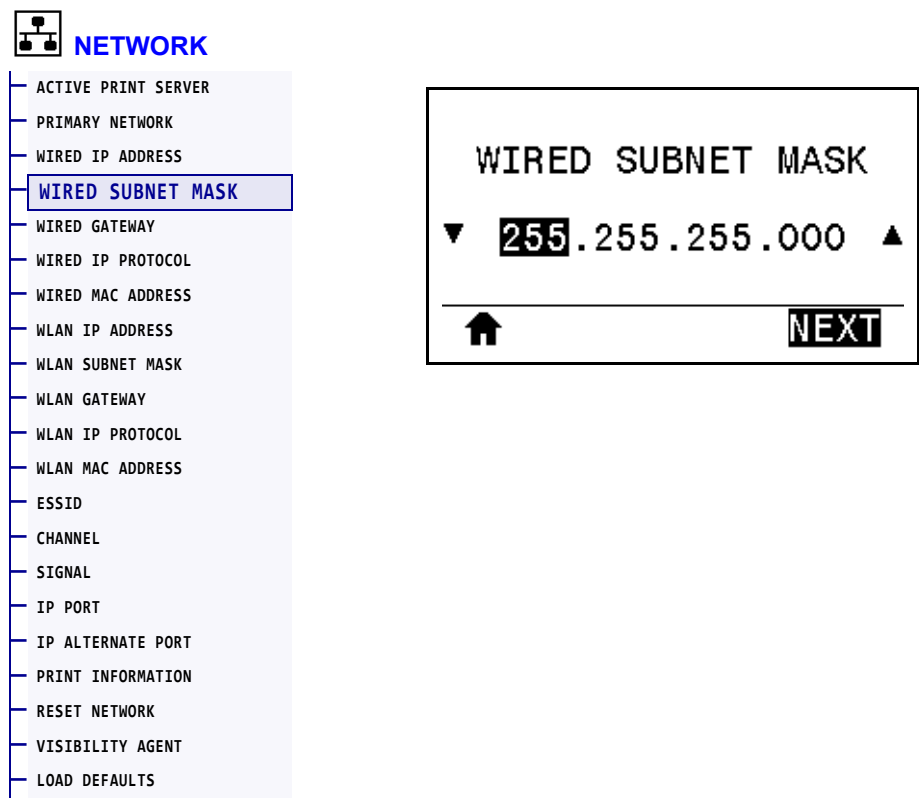 NETWORK
ACTIVE PRINT SERVER
PRIMARY NETWORK
WIRED IP ADDRESS
WIRED SUBNET MASK
WIRED GATEWAY
WIRED IP PROTOCOL
WIRED MAC ADDRESS
WLAN IP ADDRESS
WLAN SUBNET MASK
WLAN GATEWAY
WLAN IP PROTOCOL
WLAN MAC ADDRESS
ESSID
CHANNEL
SIGNAL
IP PORT
IP ALTERNATE PORT
PRINT INFORMATION
RESET NETWORK
VISIBILITY AGENT
LOAD DEFAULTS
WIRED SUBNET MASK
255.255.255.000
NEXT